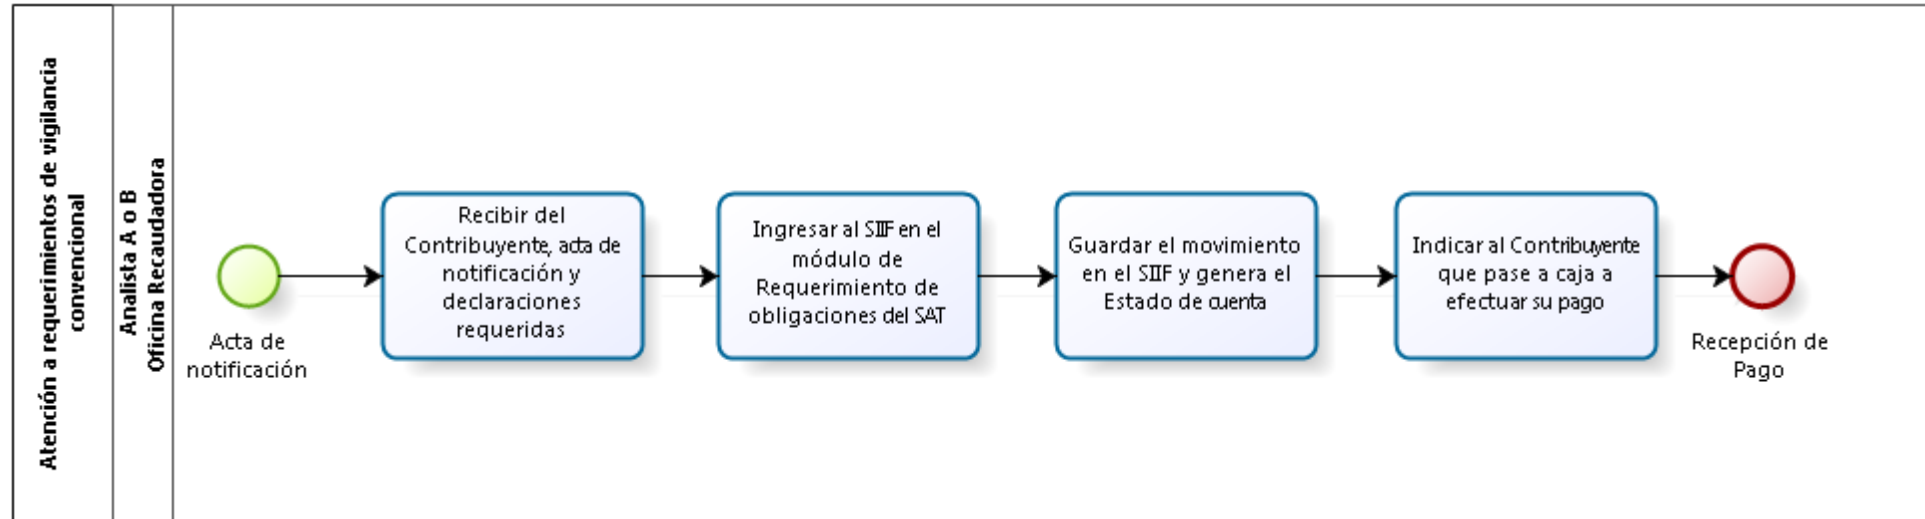 Atención a requerimientos de vigilancia
convencional
Analista A o B
Oficina Recaudadora
Acta de
notificación
Recibir del
Contribuyente, acta de
notificación y
declaraciones
requeridas
Ingresar al SIIF en el
módulo de
Requerimiento de
obligaciones del SAT
Guardar el movimiento
en el SIIF y genera el
Estado de cuenta
Indicar al Contribuyente
que pase a caja a
efectuar su pago
Recepción de
Pago